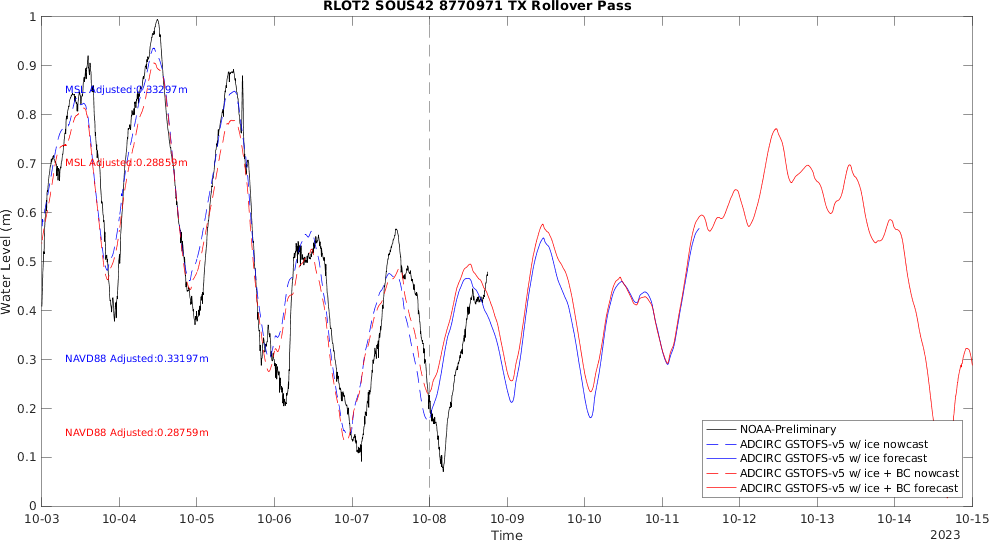 RLOT2 SOUS42 8770971 TX Rollover Pass
1
0.9
0.8
0.7
0.6
0.5
0.4
0.3
0.2
0.1
0
Water Level (m)
MSL Adjusted:0.33297m
MSL Adjusted:0.28859m
NAVD88 Adjusted:0.33197m
NAVD88 Adjusted:0.28759m
NOAA-Preliminary
ADCIRC GSTOFS-v5 w/ ice nowcast
ADCIRC GSTOFS-v5 w/ ice forecast
ADCIRC GSTOFS-v5 w/ ice + BC nowcast
ADCIRC GSTOFS-v5 w/ ice + BC forecast
10-03 10-04 10-05 10-06 10-07 10-08 10-09 10-10 10-11 10-12 10-13 10-14 10-15
Time
2023